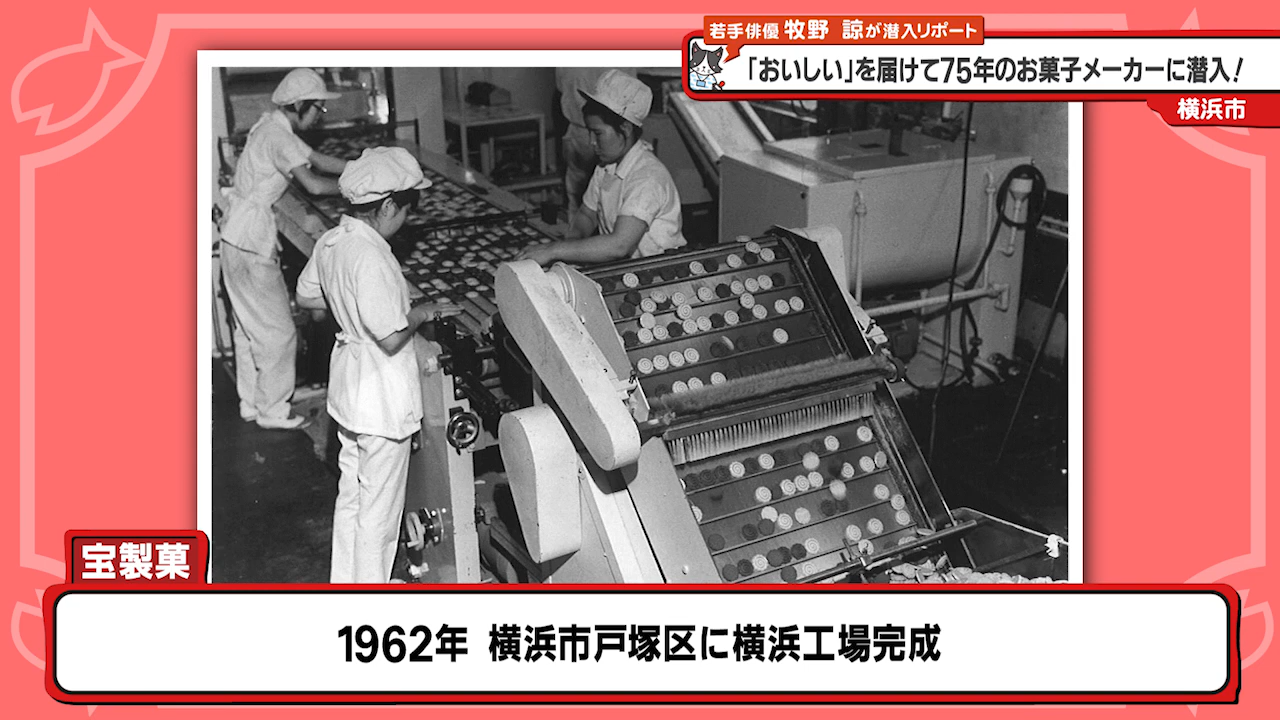 若手俳優 牧野 諒が潜入リポート
「おいしい」を届けて75年のお菓子メーカーに潜入!
横浜市
宝製菓
1962年 横浜市戸塚区に横浜工場完成